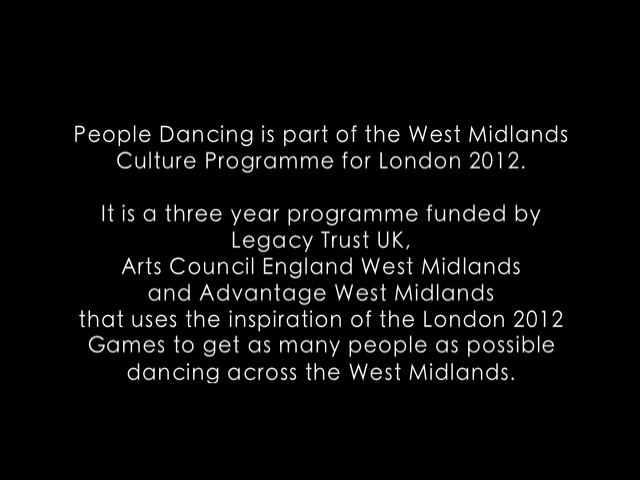 People Dancing is part of the West Midlands
Culture Programme for London 2012.
It is a three year programme funded by
Legacy Trust UK,
Arts Council England West Midlands
and Advantage West Midlands
that uses the inspiration of the London 2012
Games to get as many people as possible
dancing across the West Midlands.